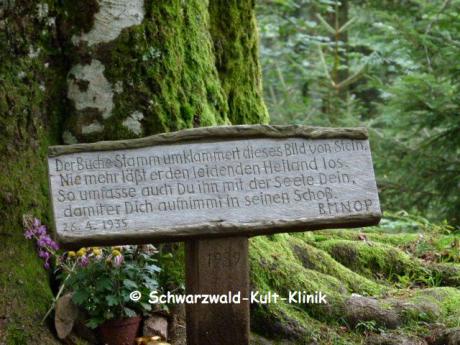 Der Buche Stamm umklammert dieses Bild von Stein,
Nie mehr läßt er den leidenden Heiland los.
So umfasse auch Du ihn mit der Seele Dein,
damit er Dich aufnimmt in seinen Schoß.
26. 4. 1935 B.M.N.O.P
1989
© Schwarzwald-Kult-Klinik